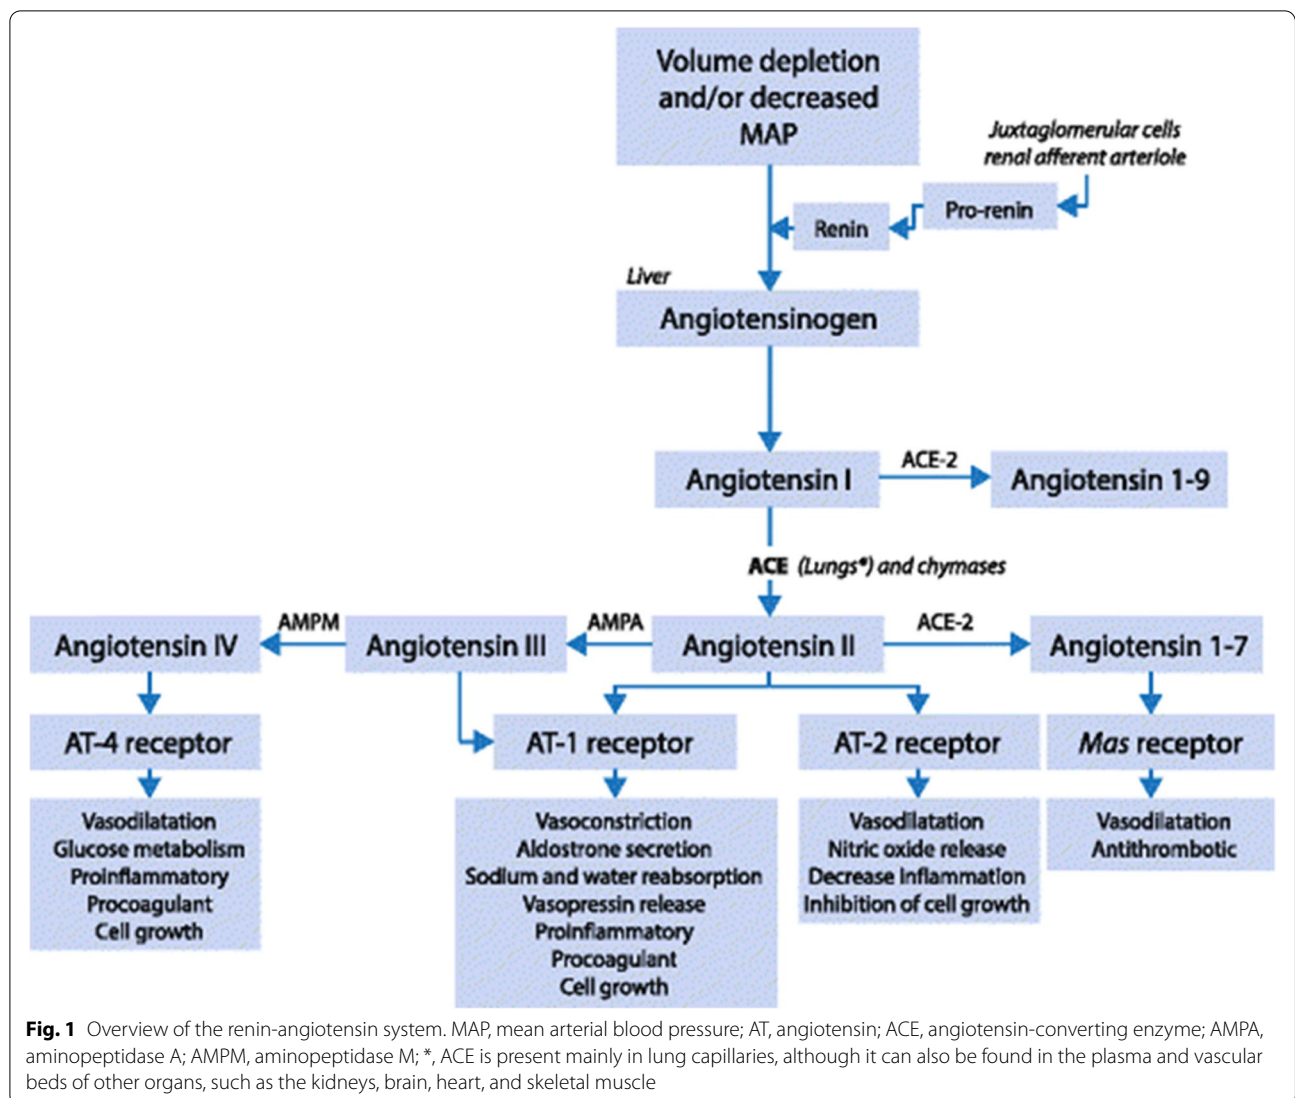 Volume depletion
and/or decreased
MAP
Juxtaglomerular cells
renal afferent arteriole
Pro-renin
Renin
Liver
Angiotensinogen
Angiotensin I
ACE-2
Angiotensin 1-9
ACE (Lungs*) and chymases
Angiotensin IV
AMPM
Angiotensin III
AMPA
Angiotensin II
ACE-2
Angiotensin 1-7
AT-4 receptor
AT-1 receptor
AT-2 receptor
Mas receptor
Vasodilatation
Glucose metabolism
Proinflammatory
Procoagulant
Cell growth
Vasoconstriction
Aldostrone secretion
Sodium and water reabsorption
Vasopressin release
Proinflammatory
Procoagulant
Cell growth
Vasodilatation
Nitric oxide release
Decrease inflammation
Inhibition of cell growth
Vasodilatation
Antithrombotic
Fig. 1 Overview of the renin-angiotensin system. MAP, mean arterial blood pressure; AT, angiotensin; ACE, angiotensin-converting enzyme; AMPA,
aminopeptidase A; AMPM, aminopeptidase M; *, ACE is present mainly in lung capillaries, although it can also be found in the plasma and vascular
beds of other organs, such as the kidneys, brain, heart, and skeletal muscle